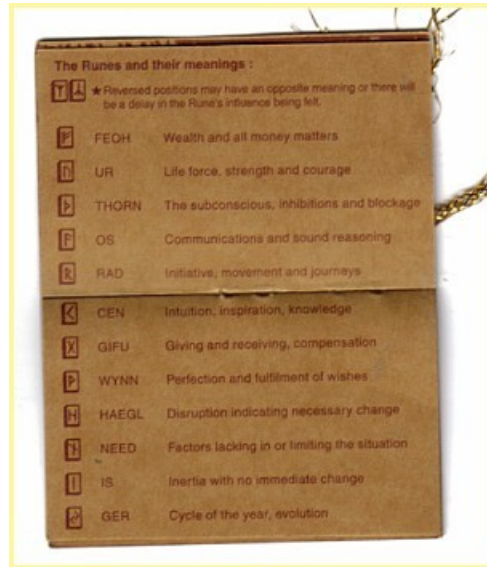 The Runes and their meanings :
★ Reversed positions may have an opposite meaning or there will
be a delay in the Rune's influence being felt.
FEOH Wealth and all money matters
UR Life force, strength and courage
THORN The subconscious, inhibitions and blockage
OS Communications and sound reasoning
RAD Initiative, movement and journeys
CEN Intuition, inspiration, knowledge
GIFU Giving and receiving, compensation
WYNN Perfection and fulfilment of wishes
HAEGL Disruption indicating necessary change
NEED Factors lacking in or limiting the situation
IS Inertia with no immediate change
GER Cycle of the year, evolution